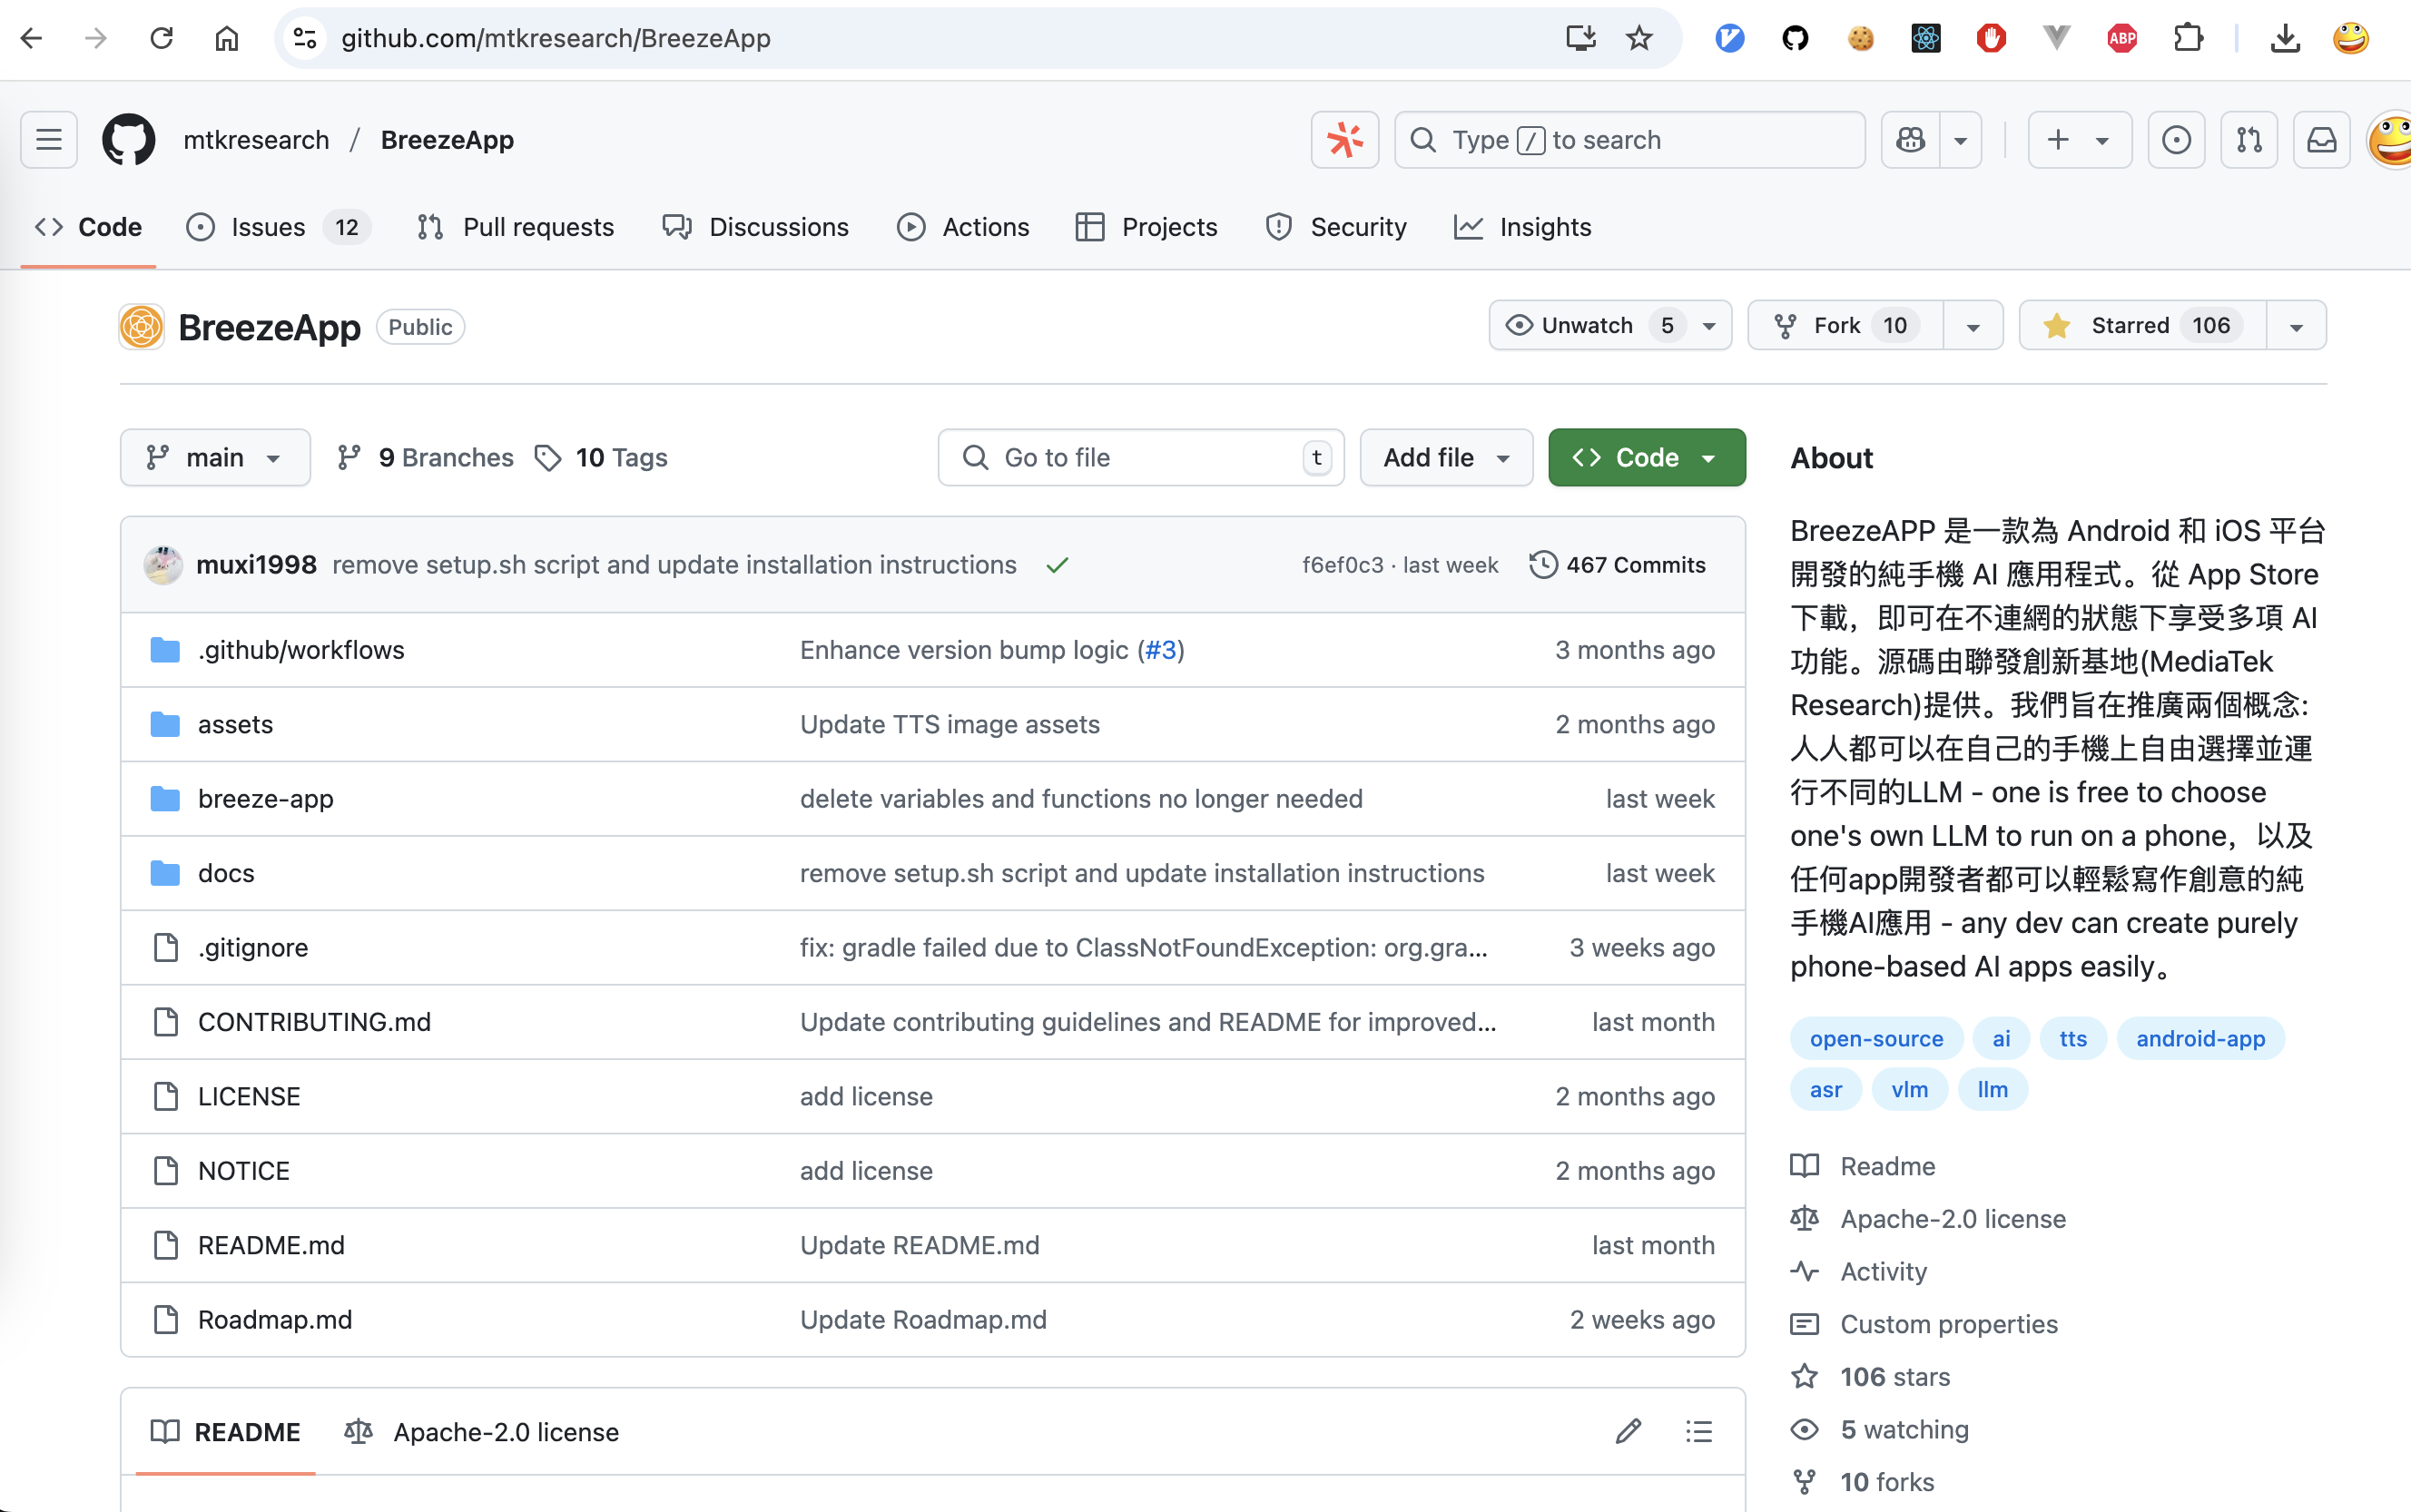 github.com/mtkresearch/BreezeApp
ABP
mtkresearch / BreezeApp
Type / to search
Code Issues 12 Pull requests Discussions Actions Projects Security Insights
BreezeApp Public
Unwatch 5 Fork 10 Starred 106
main 9 Branches 10 Tags
Go to file t Add file Code
muxi1998 remove setup.sh script and update installation instructions f6ef0c3 · last week 467 Commits
.github/workflows Enhance version bump logic (#3) 3 months ago
assets Update TTS image assets 2 months ago
breeze-app delete variables and functions no longer needed last week
docs remove setup.sh script and update installation instructions last week
.gitignore fix: gradle failed due to ClassNotFoundException: org.gra... 3 weeks ago
CONTRIBUTING.md Update contributing guidelines and README for improved... last month
LICENSE add license 2 months ago
NOTICE add license 2 months ago
README.md Update README.md last month
Roadmap.md Update Roadmap.md 2 weeks ago
README Apache-2.0 license
About
BreezeAPP 是一款為 Android 和 iOS 平台
開發的純手機 AI 應用程式。從 App Store
下載，即可在不連網的狀態下享受多項 AI
功能。源碼由聯發創新基地(MediaTek
Research)提供。我們旨在推廣兩個概念:
人人都可以在自己的手機上自由選擇並運
行不同的LLM - one is free to choose
one's own LLM to run on a phone，以及
任何app開發者都可以輕鬆寫作創意的純
手機AI應用 - any dev can create purely
phone-based AI apps easily。
open-source ai tts android-app
asr vlm llm
Readme
Apache-2.0 license
Activity
Custom properties
106 stars
5 watching
10 forks